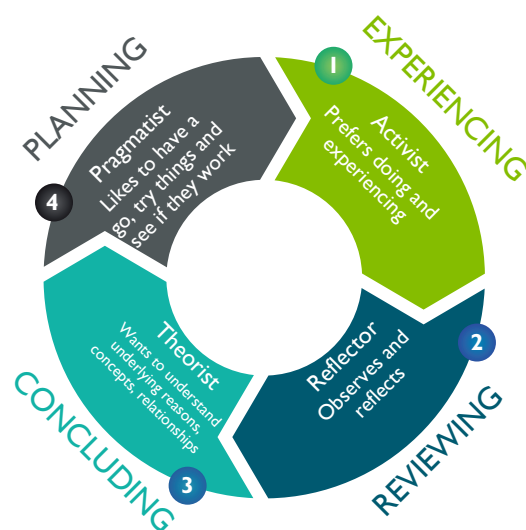 EXPERIENCING
1
Activist
Prefers doing and
experiencing
REVIEWING
2
Reflector
Observes and
reflects
CONCLUDING
3
Theorist
Wants to understand
underlying reasons,
concepts, relationships
PLANNING
4
Pragmatist
Likes to have a
go, try things and
see if they work